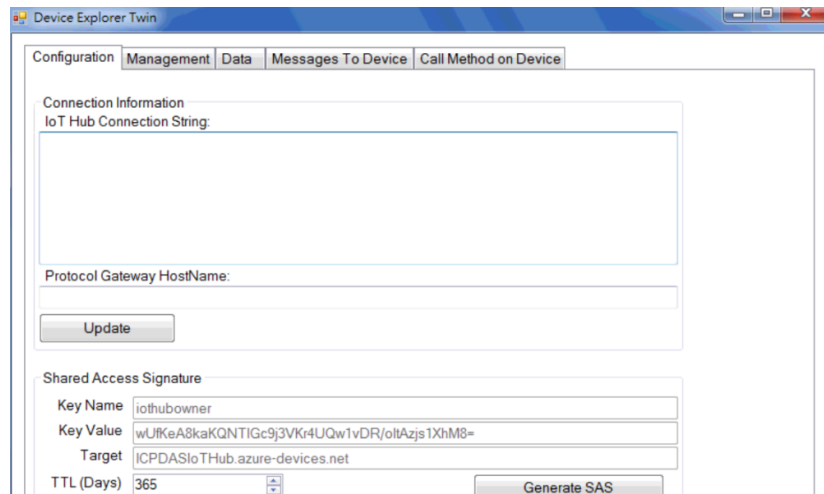 Device Explorer Twin
Configuration Management Data Messages To Device Call Method on Device
Connection Information
IoT Hub Connection String:
Protocol Gateway HostName:
Update
Shared Access Signature
Key Name iothubowner
Key Value wUfKeA8kaKQNTIGc9j3VKr4UQw1vDR/oltAzjs1XhM8=
Target ICPDASIoTHub.azure-devices.net
TTL (Days) 365 Generate SAS